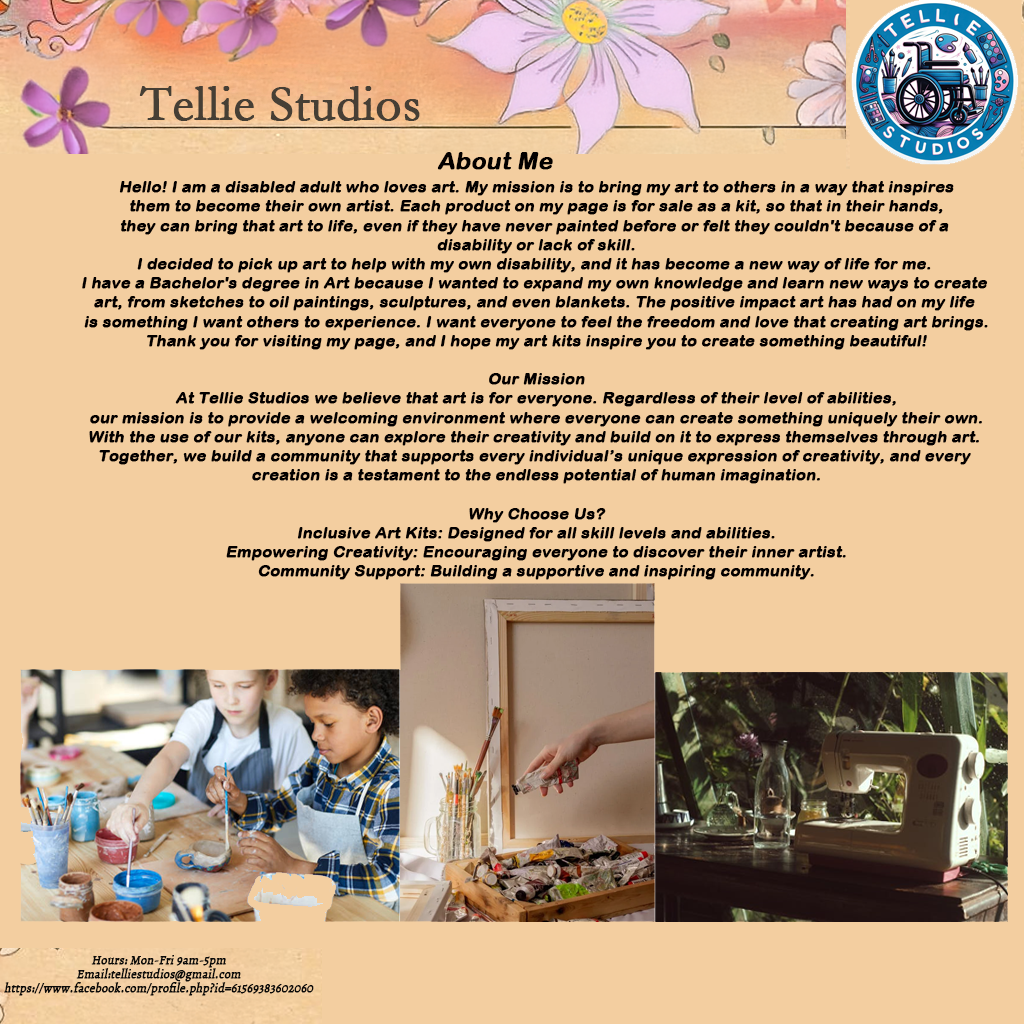 TELLIE
STUDIOS
Tellie Studios
About Me
Hello! I am a disabled adult who loves art. My mission is to bring my art to others in a way that inspires
them to become their own artist. Each product on my page is for sale as a kit, so that in their hands,
they can bring that art to life, even if they have never painted before or felt they couldn't because of a
disability or lack of skill.
I decided to pick up art to help with my own disability, and it has become a new way of life for me.
I have a Bachelor's degree in Art because I wanted to expand my own knowledge and learn new ways to create
art, from sketches to oil paintings, sculptures, and even blankets. The positive impact art has had on my life
is something I want others to experience. I want everyone to feel the freedom and love that creating art brings.
Thank you for visiting my page, and I hope my art kits inspire you to create something beautiful!
Our Mission
At Tellie Studios we believe that art is for everyone. Regardless of their level of abilities,
our mission is to provide a welcoming environment where everyone can create something uniquely their own.
With the use of our kits, anyone can explore their creativity and build on it to express themselves through art.
Together, we build a community that supports every individual’s unique expression of creativity, and every
creation is a testament to the endless potential of human imagination.
Why Choose Us?
Inclusive Art Kits: Designed for all skill levels and abilities.
Empowering Creativity: Encouraging everyone to discover their inner artist.
Community Support: Building a supportive and inspiring community.
Hours: Mon-Fri 9am-5pm
Email:telliestudios@gmail.com
https://www.facebook.com/profile.php?id=61569383602060